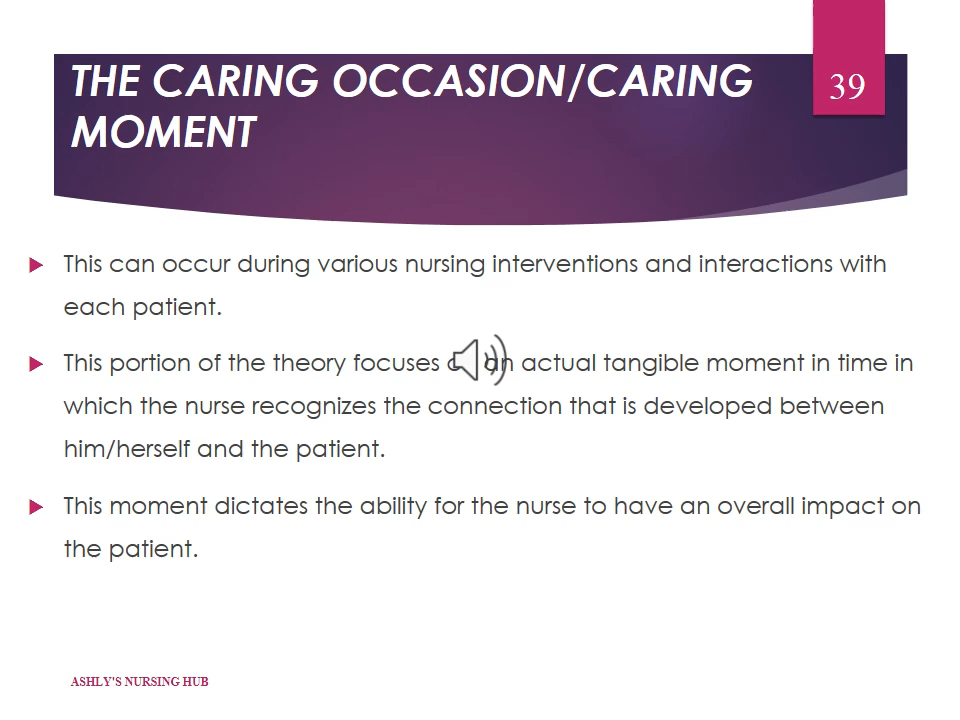 THE CARING OCCASION/CARING
MOMENT
39
This can occur during various nursing interventions and interactions with
each patient.
This portion of the theory focuses an actual tangible moment in time in
which the nurse recognizes the connection that is developed between
him/herself and the patient.
This moment dictates the ability for the nurse to have an overall impact on
the patient.
ASHLY'S NURSING HUB